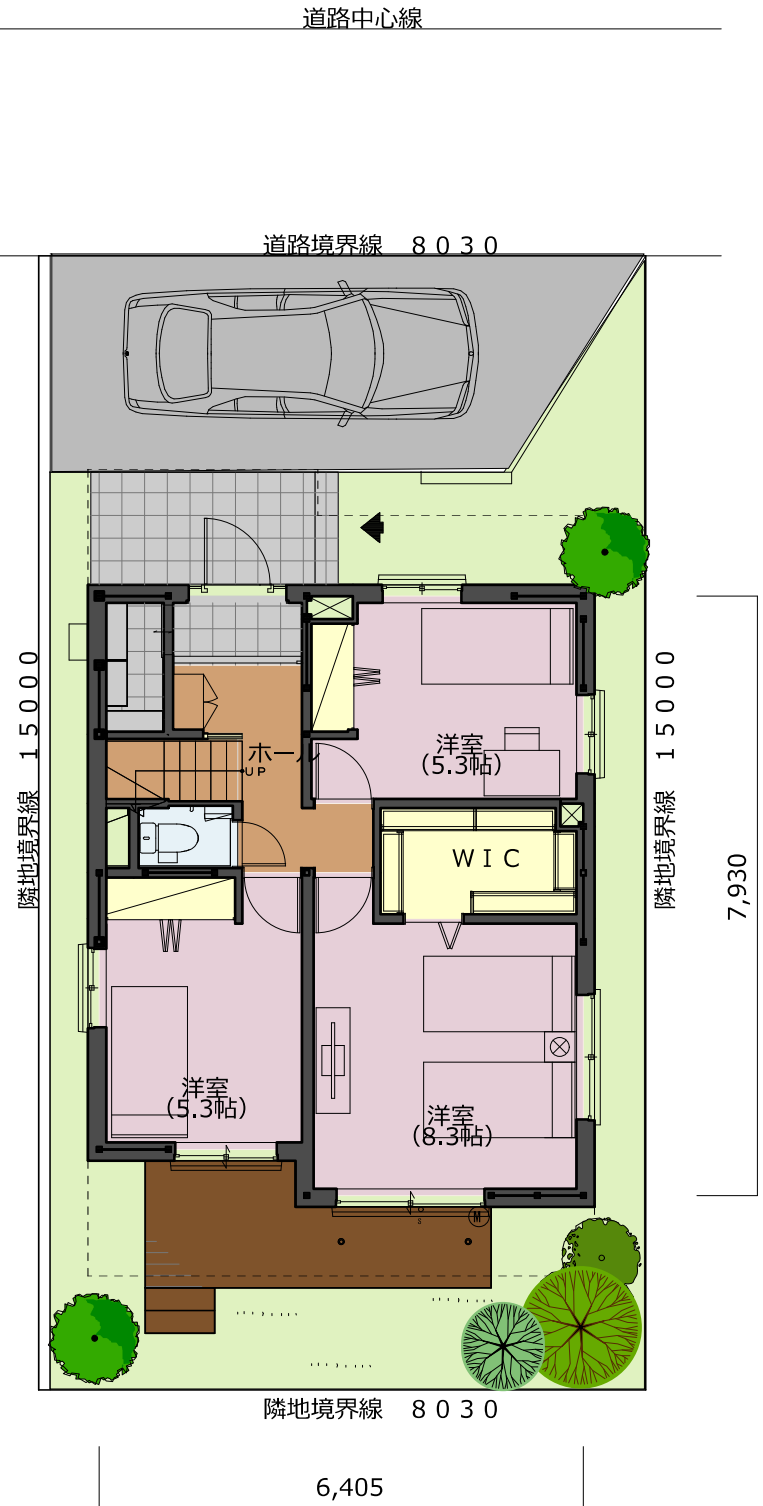 道路中心線
道路境界線 8030
隣地境界線 15000
隣地境界線 15000
ホール
UP
洋室
(5.3帖)
WIC
7,930
洋室
(5.3帖)
洋室
(8.3帖)
M
隣地境界線 8030
6,405